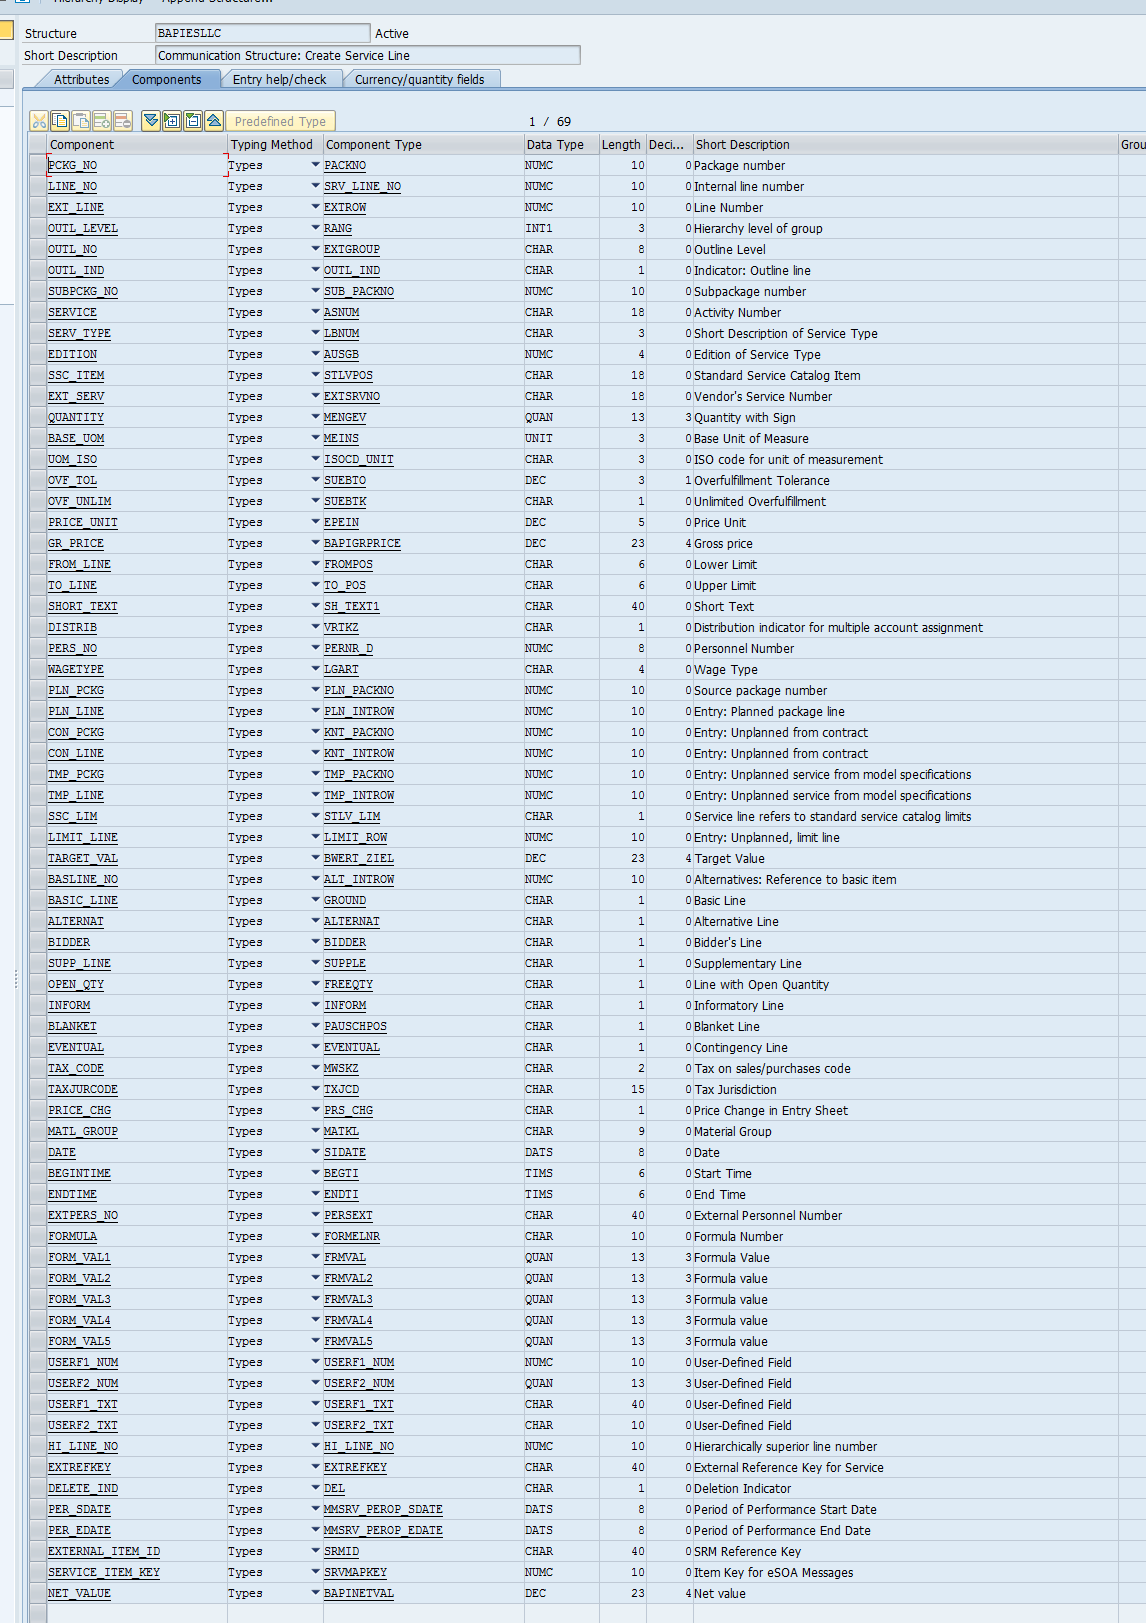 Hierarchy Display Append Structure...
Structure BAPIESLLC Active
Short Description Communication Structure: Create Service Line
Attributes Components Entry help/check Currency/quantity fields
Predefined Type 1 / 69
Component Typing Method Component Type Data Type Length Deci... Short Description Grou
PCKG_NO Types PACKNO NUMC 10 0 Package number
LINE_NO Types SRV_LINE_NO NUMC 10 0 Internal line number
EXT_LINE Types EXTROW NUMC 10 0 Line Number
OUTL_LEVEL Types RANG INT1 3 0 Hierarchy level of group
OUTL_NO Types EXTGROUP CHAR 8 0 Outline Level
OUTL_IND Types OUTL_IND CHAR 1 0 Indicator: Outline line
SUBPCKG_NO Types SUB_PACKNO NUMC 10 0 Subpackage number
SERVICE Types ASNUM CHAR 18 0 Activity Number
SERV_TYPE Types LBNUM CHAR 3 0 Short Description of Service Type
EDITION Types AUSGB NUMC 4 0 Edition of Service Type
SSC_ITEM Types STLVPOS CHAR 18 0 Standard Service Catalog Item
EXT_SERV Types EXTSRVNO CHAR 18 0 Vendor's Service Number
QUANTITY Types MENGEV QUAN 13 3 Quantity with Sign
BASE_UOM Types MEINS UNIT 3 0 Base Unit of Measure
UOM_ISO Types ISOCD_UNIT CHAR 3 0 ISO code for unit of measurement
OVF_TOL Types SUEBTO DEC 3 1 Overfulfillment Tolerance
OVF_UNLIM Types SUEBTK CHAR 1 0 Unlimited Overfulfillment
PRICE_UNIT Types EPEIN DEC 5 0 Price Unit
GR_PRICE Types BAPIGRPRICE DEC 23 4 Gross price
FROM_LINE Types FROMPOS CHAR 6 0 Lower Limit
TO_LINE Types TO_POS CHAR 6 0 Upper Limit
SHORT_TEXT Types SH_TEXT1 CHAR 40 0 Short Text
DISTRIB Types VRTKZ CHAR 1 0 Distribution indicator for multiple account assignment
PERS_NO Types PERNR_D NUMC 8 0 Personnel Number
WAGETYPE Types LGART CHAR 4 0 Wage Type
PLN_PCKG Types PLN_PACKNO NUMC 10 0 Source package number
PLN_LINE Types PLN_INTROW NUMC 10 0 Entry: Planned package line
CON_PCKG Types KNT_PACKNO NUMC 10 0 Entry: Unplanned from contract
CON_LINE Types KNT_INTROW NUMC 10 0 Entry: Unplanned from contract
TMP_PCKG Types TMP_PACKNO NUMC 10 0 Entry: Unplanned service from model specifications
TMP_LINE Types TMP_INTROW NUMC 10 0 Entry: Unplanned service from model specifications
SSC_LIM Types STLV_LIM CHAR 1 0 Service line refers to standard service catalog limits
LIMIT_LINE Types LIMIT_ROW NUMC 10 0 Entry: Unplanned, limit line
TARGET_VAL Types BWERT_ZIEL DEC 23 4 Target Value
BASLINE_NO Types ALT_INTROW NUMC 10 0 Alternatives: Reference to basic item
BASIC_LINE Types GROUND CHAR 1 0 Basic Line
ALTERNAT Types ALTERNAT CHAR 1 0 Alternative Line
BIDDER Types BIDDER CHAR 1 0 Bidder's Line
SUPP_LINE Types SUPPLE CHAR 1 0 Supplementary Line
OPEN_QTY Types FREEQTY CHAR 1 0 Line with Open Quantity
INFORM Types INFORM CHAR 1 0 Informatory Line
BLANKET Types PAUSCHPOS CHAR 1 0 Blanket Line
EVENTUAL Types EVENTUAL CHAR 1 0 Contingency Line
TAX_CODE Types MWSKZ CHAR 2 0 Tax on sales/purchases code
TAXJURCODE Types TXJCD CHAR 15 0 Tax Jurisdiction
PRICE_CHG Types PRS_CHG CHAR 1 0 Price Change in Entry Sheet
MATL_GROUP Types MATKL CHAR 9 0 Material Group
DATE Types SIDATE DATS 8 0 Date
BEGINTIME Types BEGTI TIMS 6 0 Start Time
ENDTIME Types ENDTI TIMS 6 0 End Time
EXTPERS_NO Types PERSEXT CHAR 40 0 External Personnel Number
FORMULA Types FORMELNR CHAR 10 0 Formula Number
FORM_VAL1 Types FRMVAL QUAN 13 3 Formula Value
FORM_VAL2 Types FRMVAL2 QUAN 13 3 Formula value
FORM_VAL3 Types FRMVAL3 QUAN 13 3 Formula value
FORM_VAL4 Types FRMVAL4 QUAN 13 3 Formula value
FORM_VAL5 Types FRMVAL5 QUAN 13 3 Formula value
USERF1_NUM Types USERF1_NUM NUMC 10 0 User-Defined Field
USERF2_NUM Types USERF2_NUM QUAN 13 3 User-Defined Field
USERF1_TXT Types USERF1_TXT CHAR 40 0 User-Defined Field
USERF2_TXT Types USERF2_TXT CHAR 10 0 User-Defined Field
HI_LINE_NO Types HI_LINE_NO NUMC 10 0 Hierarchically superior line number
EXTREFKEY Types EXTREFKEY CHAR 40 0 External Reference Key for Service
DELETE_IND Types DEL CHAR 1 0 Deletion Indicator
PER_SDATE Types MMSRV_PEROP_SDATE DATS 8 0 Period of Performance Start Date
PER_EDATE Types MMSRV_PEROP_EDATE DATS 8 0 Period of Performance End Date
EXTERNAL_ITEM_ID Types SRMID CHAR 40 0 SRM Reference Key
SERVICE_ITEM_KEY Types SRVMAPKEY NUMC 10 0 Item Key for eSOA Messages
NET_VALUE Types BAPINETVAL DEC 23 4 Net value